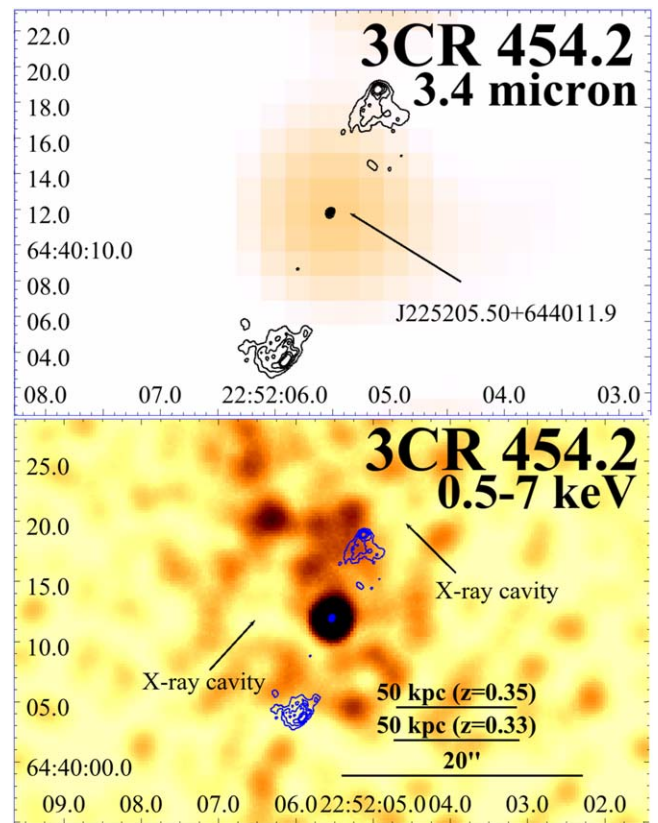 22.0
3CR 454.2
20.0
3.4 micron
18.0
16.0
14.0
12.0
64:40:10.0
08.0
J225205.50+644011.9
06.0
04.0
08.0 07.0 22:52:06.0 05.0 04.0 03.0
3CR 454.2
25.0
0.5-7 keV
20.0
X-ray cavity
15.0
10.0
X-ray cavity
50 kpc (z=0.35)
05.0
50 kpc (z=0.33)
20"
64:40:00.0
09.0 08.0 07.0 06.0 22:52:05.0 04.0 03.0 02.0